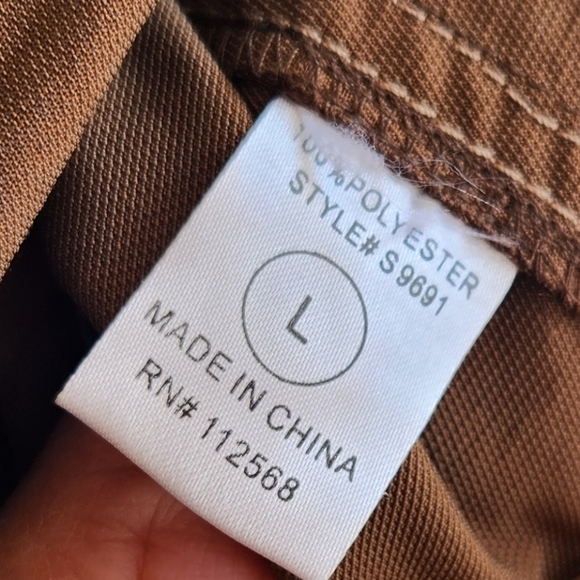 100% POLYESTER
STYLE# S9691
L
MADE IN CHINA
RN# 112568